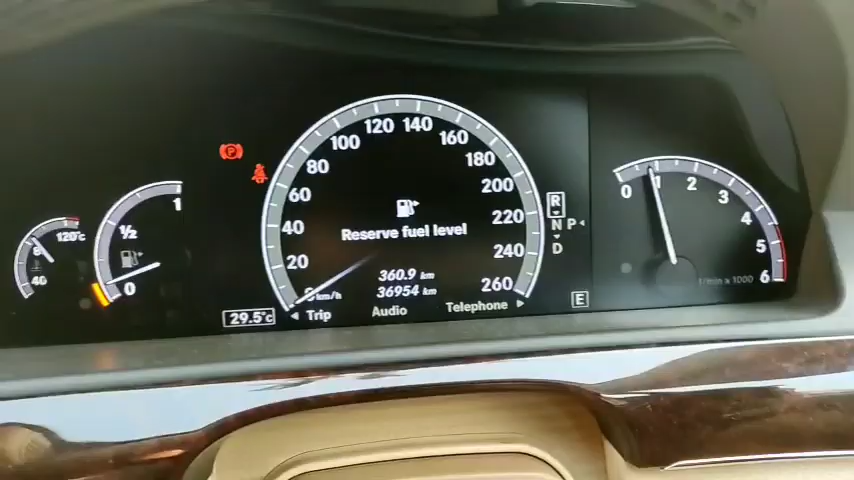 120°c
8
40
1
½
0
29.5°c
0 km/h
20
40
60
80
100
120
140
160
180
200
220
240
260
Reserve fuel level
360.9 km
36954 km
Trip
Audio
Telephone
R
N P
D
E
0
1
2
3
4
5
6
1/min x 1000